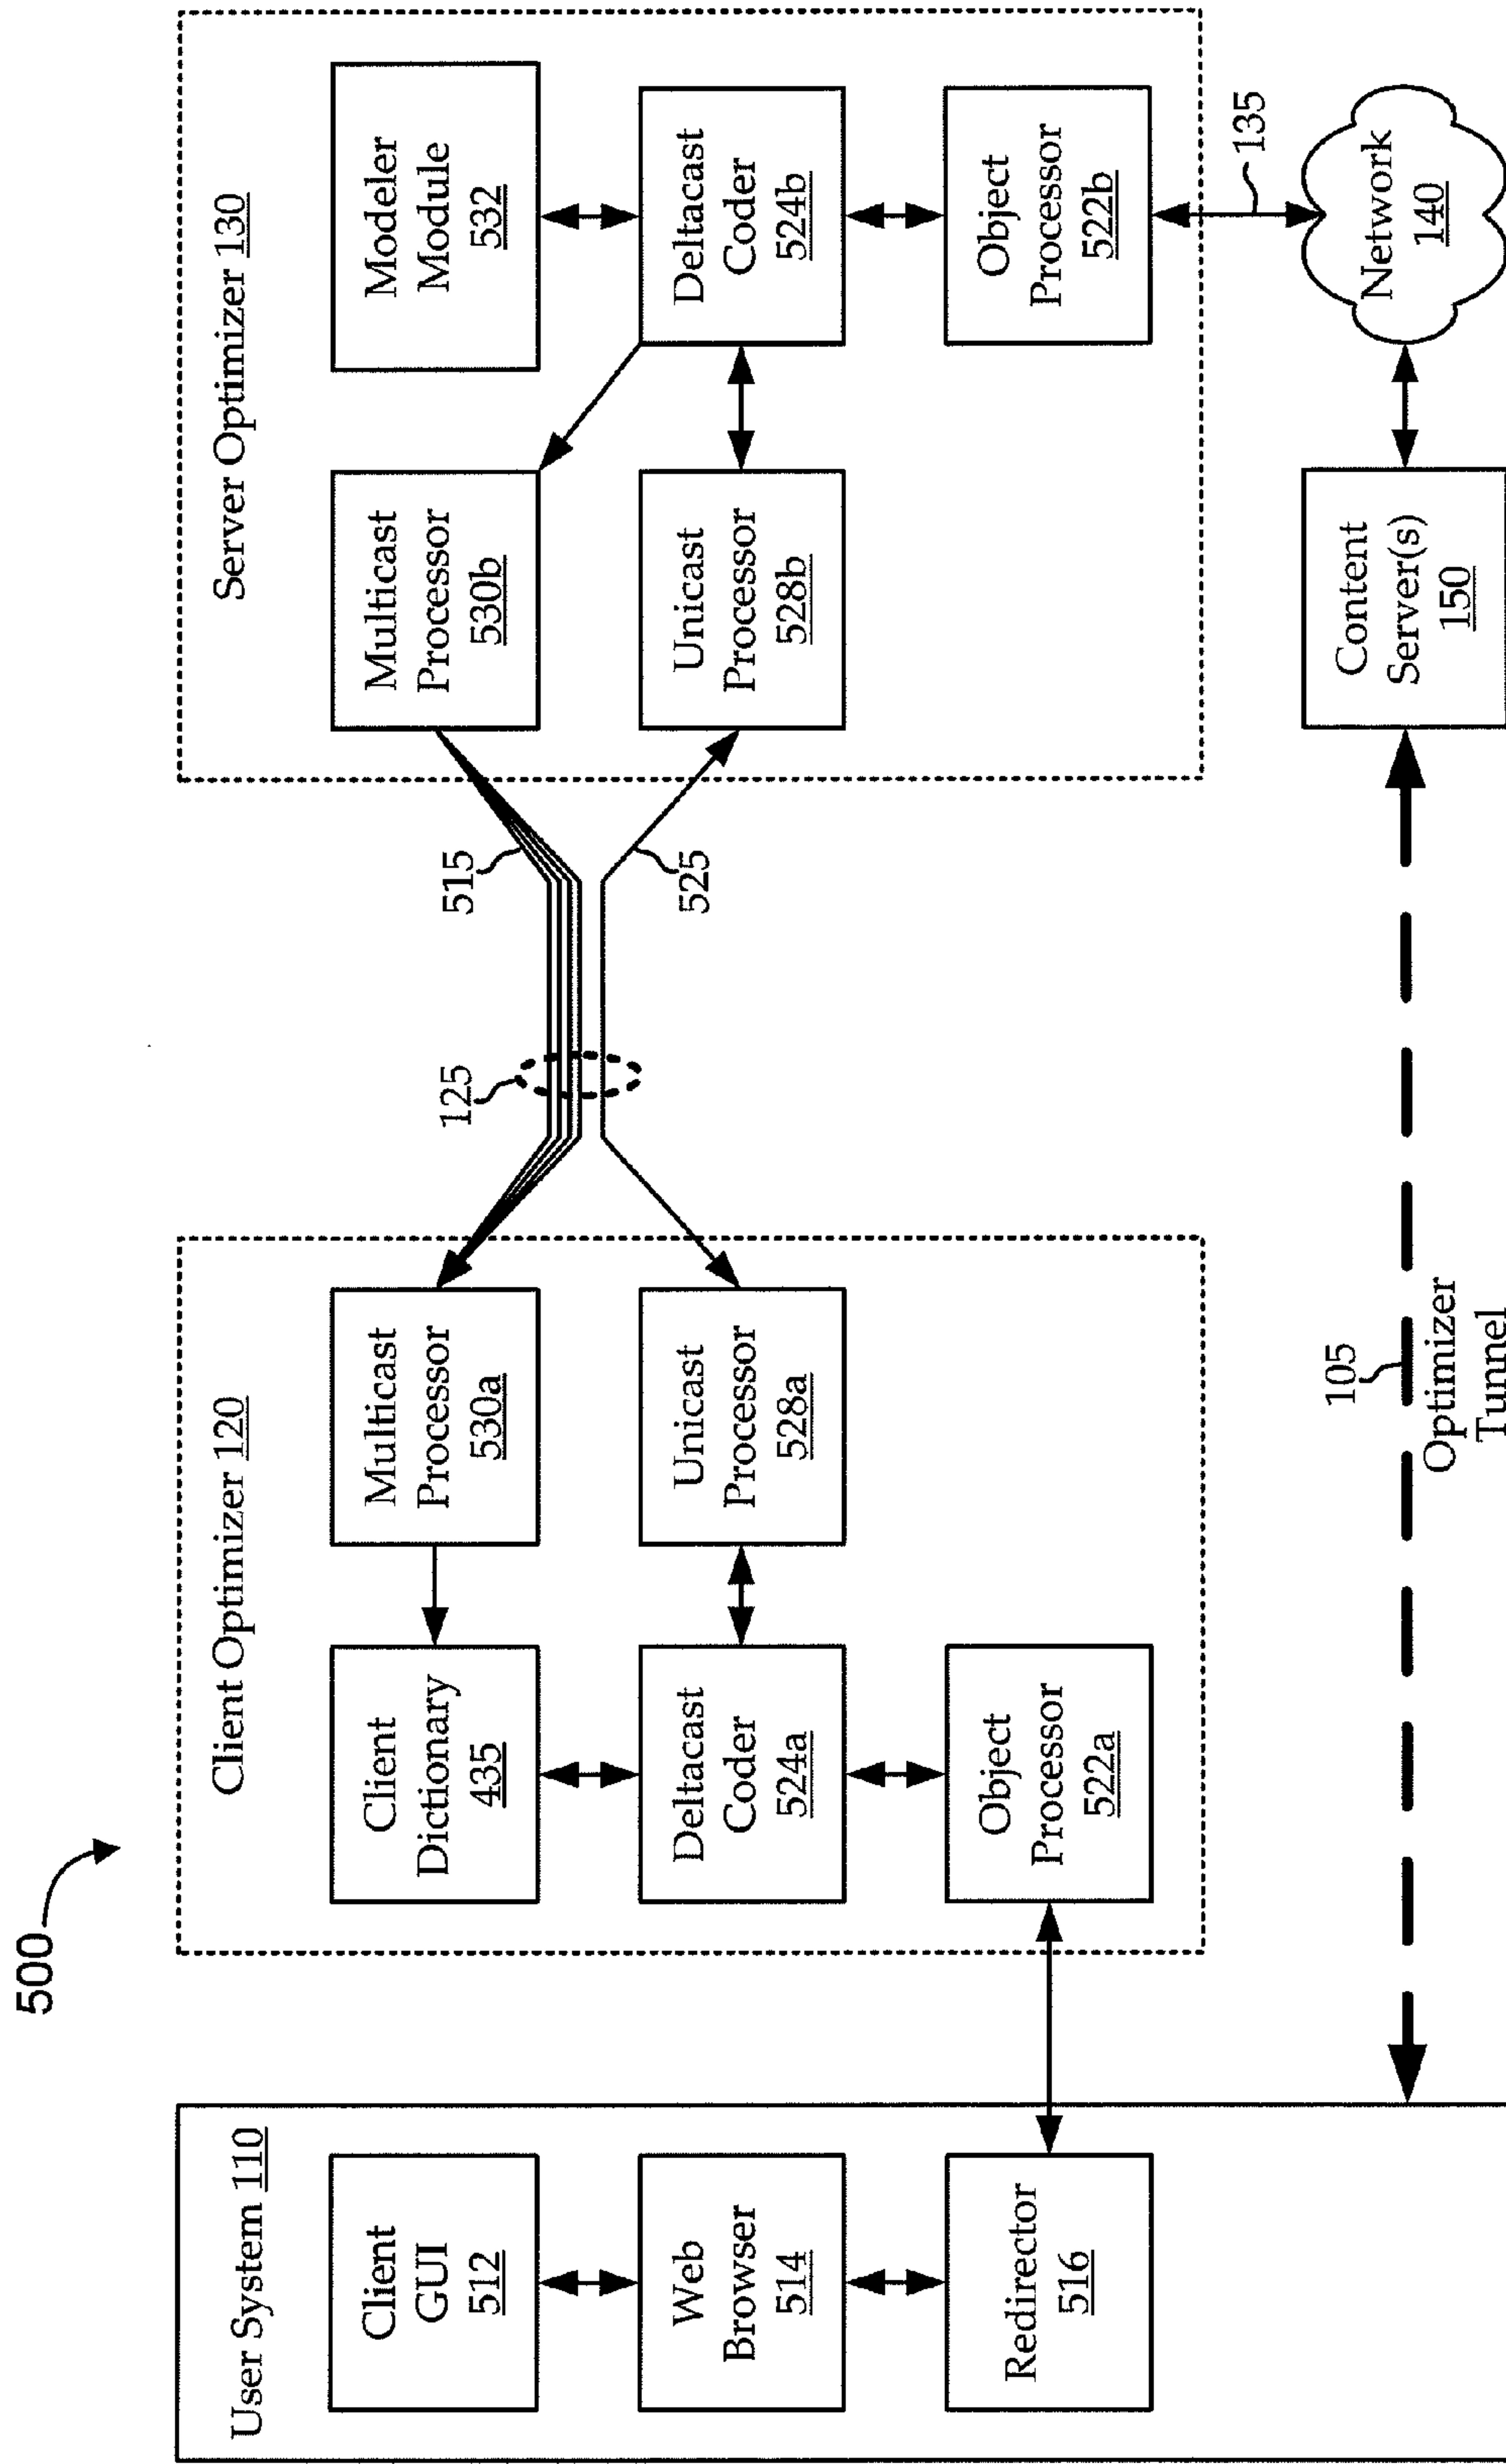 500
User System 110
Client
GUI
512
Web
Browser
514
Redirector
516
Client Optimizer 120
Client
Dictionary
435
Multicast
Processor
530a
Deltacast
Coder
524a
Unicast
Processor
528a
Object
Processor
522a
125
515
525
Server Optimizer 130
Multicast
Processor
530b
Modeler
Module
532
Unicast
Processor
528b
Deltacast
Coder
524b
Object
Processor
522b
135
Network
140
Content
Server(s)
150
105
Optimizer
Tunnel